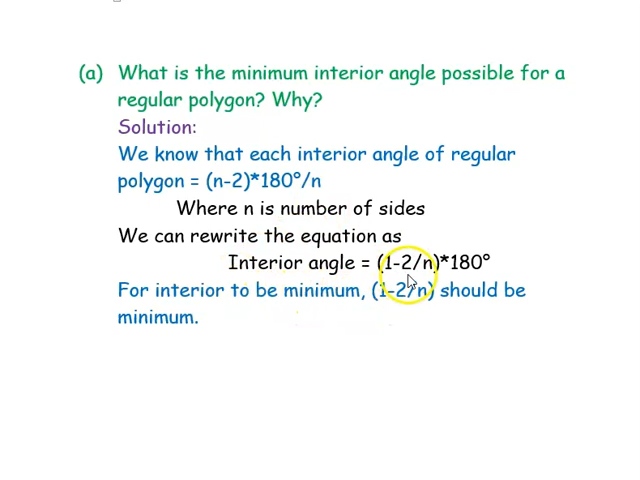 (a) What is the minimum interior angle possible for a
regular polygon? Why?
Solution:
We know that each interior angle of regular
polygon = (n-2)*180°/n
Where n is number of sides
We can rewrite the equation as
Interior angle = (1-2/n)*180°
For interior to be minimum, (1-2/n) should be
minimum.